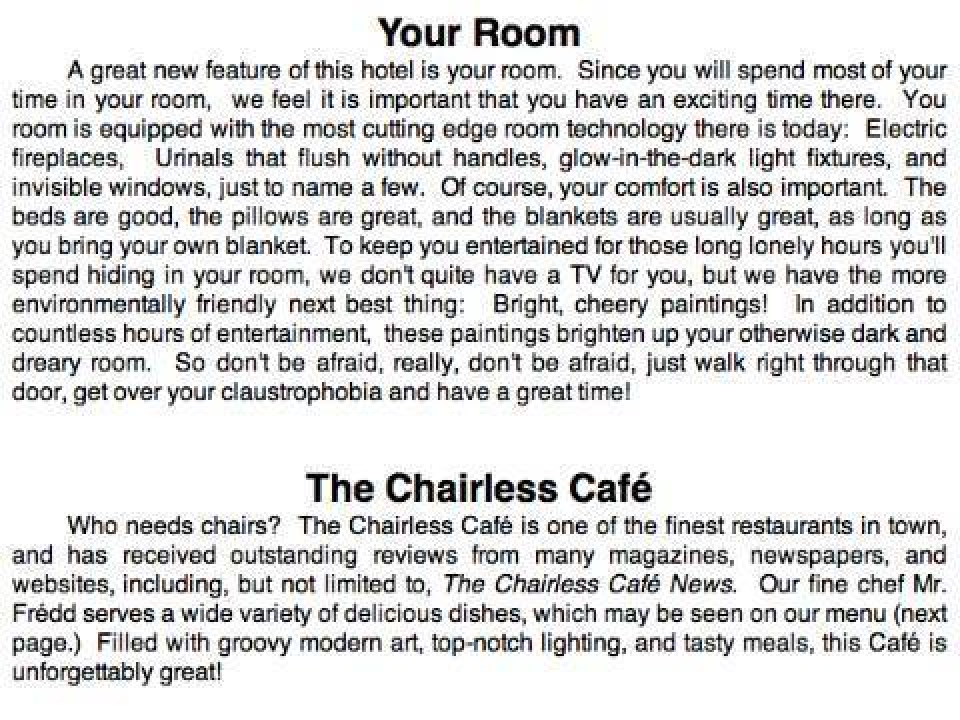 Your Room
A great new feature of this hotel is your room. Since you will spend most of your
time in your room, we feel it is important that you have an exciting time there. You
room is equipped with the most cutting edge room technology there is today: Electric
fireplaces, Urinals that flush without handles, glow-in-the-dark light fixtures, and
invisible windows, just to name a few. Of course, your comfort is also important. The
beds are good, the pillows are great, and the blankets are usually great, as long as
you bring your own blanket. To keep you entertained for those long lonely hours you'll
spend hiding in your room, we don't quite have a TV for you, but we have the more
environmentally friendly next best thing: Bright, cheery paintings! In addition to
countless hours of entertainment, these paintings brighten up your otherwise dark and
dreary room. So don't be afraid, really, don't be afraid, just walk right through that
door, get over your claustrophobia and have a great time!
The Chairless Café
Who needs chairs? The Chairless Café is one of the finest restaurants in town,
and has received outstanding reviews from many magazines, newspapers, and
websites, including, but not limited to, The Chairless Café News. Our fine chef Mr.
Frédd serves a wide variety of delicious dishes, which may be seen on our menu (next
page.) Filled with groovy modern art, top-notch lighting, and tasty meals, this Café is
unforgettably great!